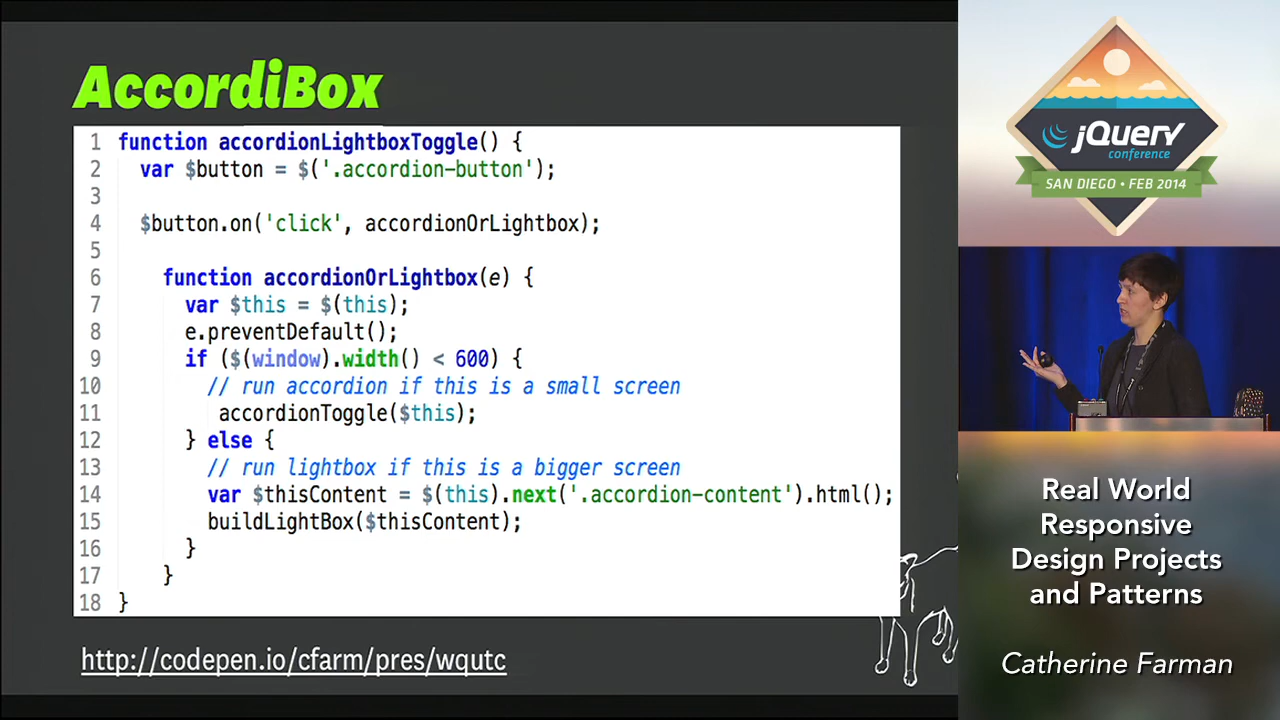 AccordiBox
1 function accordionLightboxToggle() {
2 var $button = $('.accordion-button');
3
4 $button.on('click', accordionOrLightbox);
5
6 function accordionOrLightbox(e) {
7 var $this = $(this);
8 e.preventDefault();
9 if ($(window).width() < 600) {
10 // run accordion if this is a small screen
11 accordionToggle($this);
12 } else {
13 // run lightbox if this is a bigger screen
14 var $thisContent = $(this).next('.accordion-content').html();
15 buildLightBox($thisContent);
16 }
17 }
18 }
http://codepen.io/cfarm/pres/wqutc
jQuery
conference
SAN DIEGO • FEB 2014
Real World
Responsive
Design Projects
and Patterns
Catherine Farman